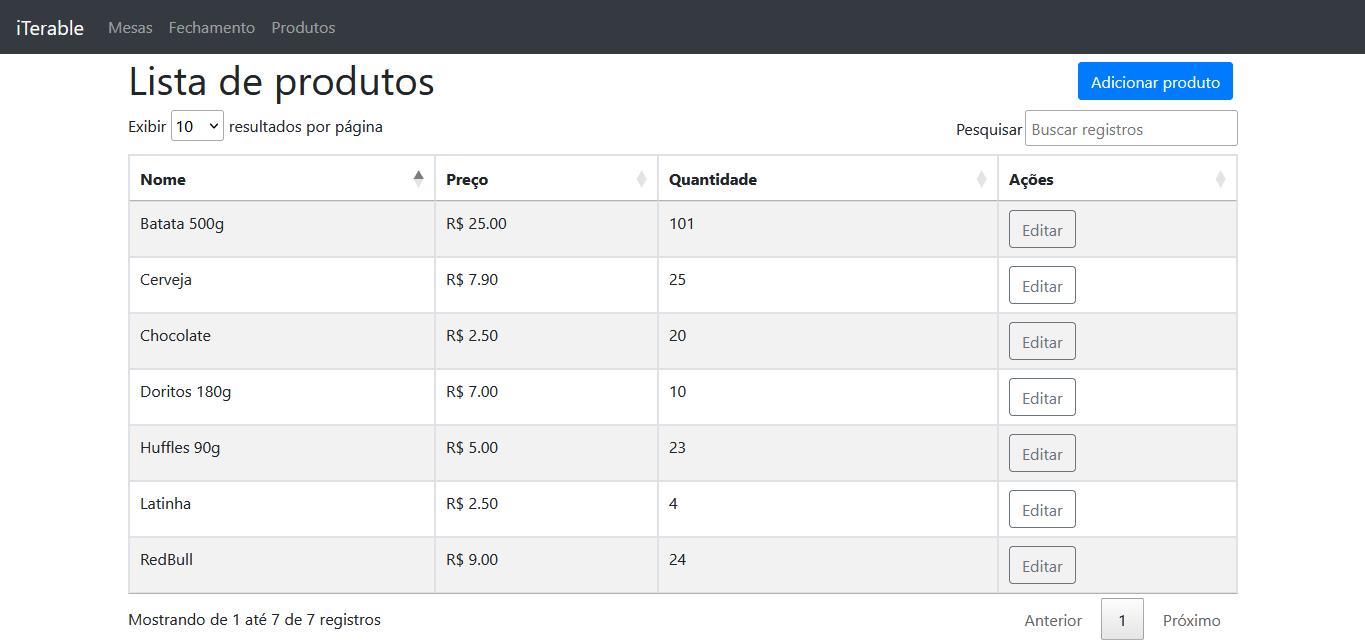 iTerable Mesas Fechamento Produtos
Lista de produtos Adicionar produto
Exibir 10 resultados por página Pesquisar Buscar registros
Nome Preço Quantidade Ações
Batata 500g R$ 25.00 101 Editar
Cerveja R$ 7.90 25 Editar
Chocolate R$ 2.50 20 Editar
Doritos 180g R$ 7.00 10 Editar
Huffles 90g R$ 5.00 23 Editar
Latinha R$ 2.50 4 Editar
RedBull R$ 9.00 24 Editar
Mostrando de 1 até 7 de 7 registros Anterior 1 Próximo